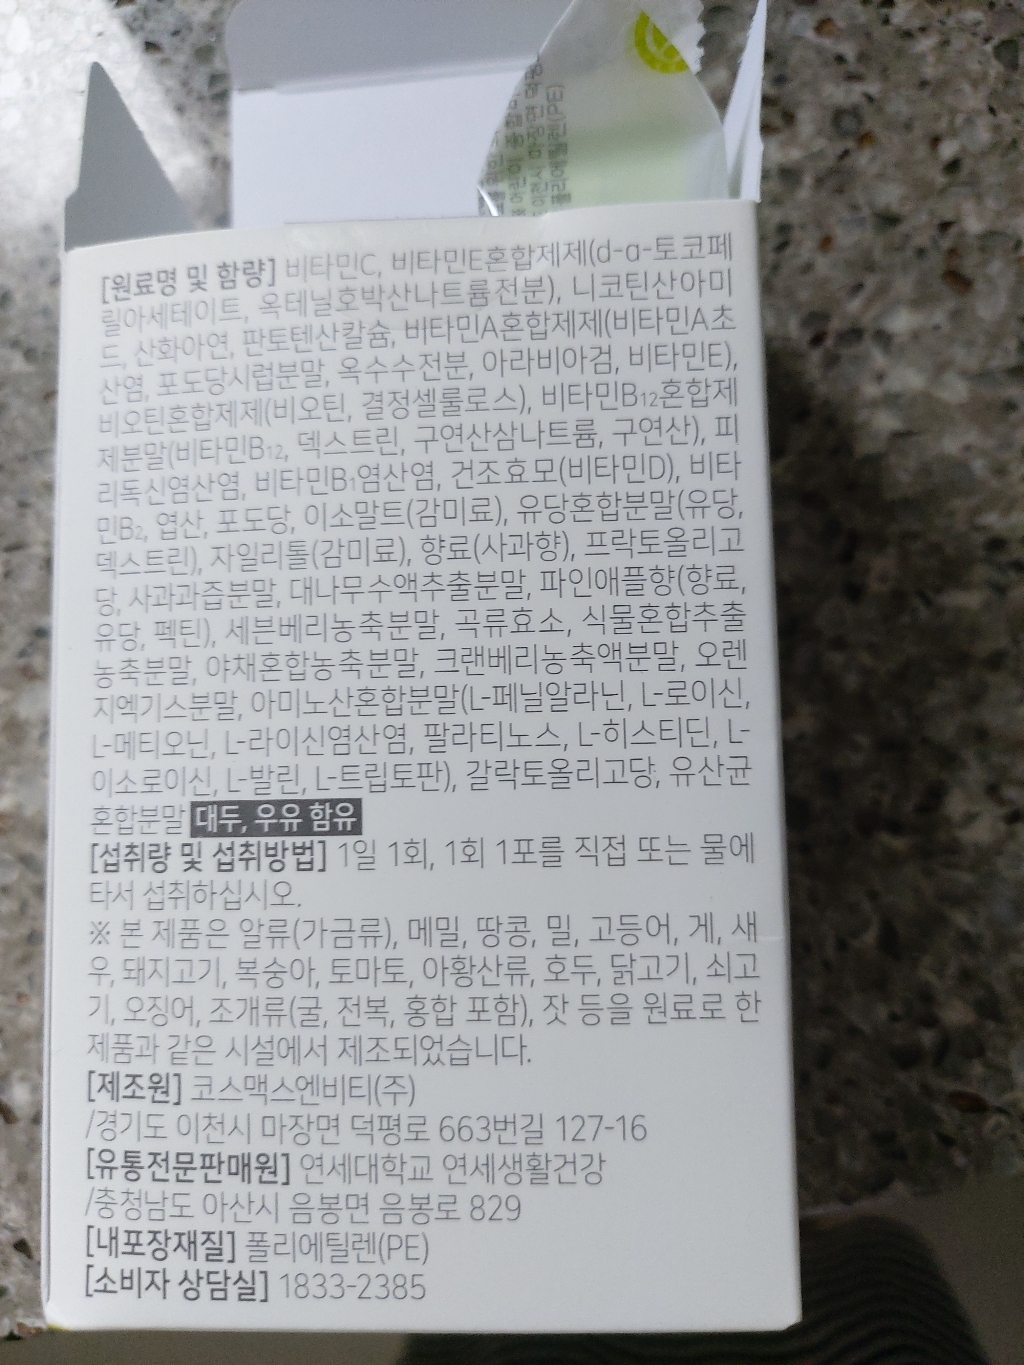 폴리에틸렌(PE)
[원료명 및 함량] 비타민C, 비타민E혼합제제(d-α-토코페
릴아세테이트, 옥테닐호박산나트륨전분), 니코틴산아미
드, 산화아연, 판토텐산칼슘, 비타민A혼합제제(비타민A초
산염, 포도당시럽분말, 옥수수전분, 아라비아검, 비타민E),
비오틴혼합제제(비오틴, 결정셀룰로스), 비타민B₁₂혼합제
제분말(비타민B₁₂, 덱스트린, 구연산삼나트륨, 구연산), 피
리독신염산염, 비타민B₁염산염, 건조효모(비타민D), 비타
민B₂, 엽산, 포도당, 이소말트(감미료), 유당혼합분말(유당,
덱스트린), 자일리톨(감미료), 향료(사과향), 프락토올리고
당, 사과과즙분말, 대나무수액추출분말, 파인애플향(향료,
유당, 펙틴), 세븐베리농축분말, 곡류효소, 식물혼합추출
농축분말, 야채혼합농축분말, 크랜베리농축액분말, 오렌
지엑기스분말, 아미노산혼합분말(L-페닐알라닌, L-로이신,
L-메티오닌, L-라이신염산염, 팔라티노스, L-히스티딘, L-
이소로이신, L-발린, L-트립토판), 갈락토올리고당, 유산균
혼합분말 대두, 우유 함유
[섭취량 및 섭취방법] 1일 1회, 1회 1포를 직접 또는 물에
타서 섭취하십시오.
※ 본 제품은 알류(가금류), 메밀, 땅콩, 밀, 고등어, 게, 새
우, 돼지고기, 복숭아, 토마토, 아황산류, 호두, 닭고기, 쇠고
기, 오징어, 조개류(굴, 전복, 홍합 포함), 잣 등을 원료로 한
제품과 같은 시설에서 제조되었습니다.
[제조원] 코스맥스엔비티(주)
/경기도 이천시 마장면 덕평로 663번길 127-16
[유통전문판매원] 연세대학교 연세생활건강
/충청남도 아산시 음봉면 음봉로 829
[내포장재질] 폴리에틸렌(PE)
[소비자 상담실] 1833-2385